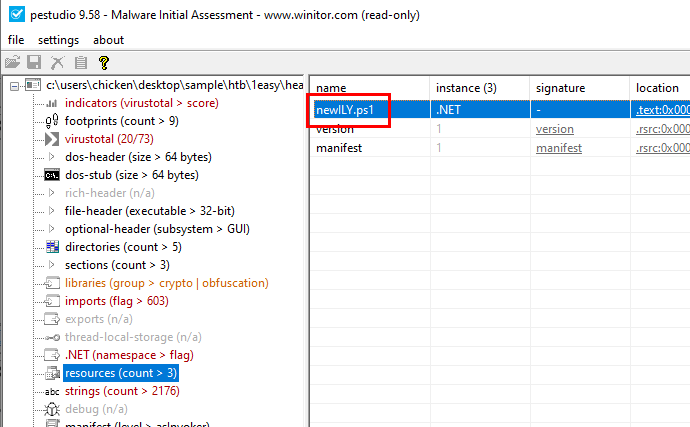 pestudio 9.58 - Malware Initial Assessment - www.winitor.com (read-only)
file settings about
c:\users\chicken\desktop\sample\htb\1easy\hea
indicators (virustotal > score)
footprints (count > 9)
virustotal (20/73)
dos-header (size > 64 bytes)
dos-stub (size > 64 bytes)
rich-header (n/a)
file-header (executable > 32-bit)
optional-header (subsystem > GUI)
directories (count > 5)
sections (count > 3)
libraries (group > crypto | obfuscation)
imports (flag > 603)
exports (n/a)
thread-local-storage (n/a)
.NET (namespace > flag)
resources (count > 3)
abc strings (count > 2176)
debug (n/a)
manifest (level > asInvoker)
name instance (3) signature location
newILY.ps1 .NET - .text:0x000
version 1 version .rsrc:0x000
manifest 1 manifest .rsrc:0x000